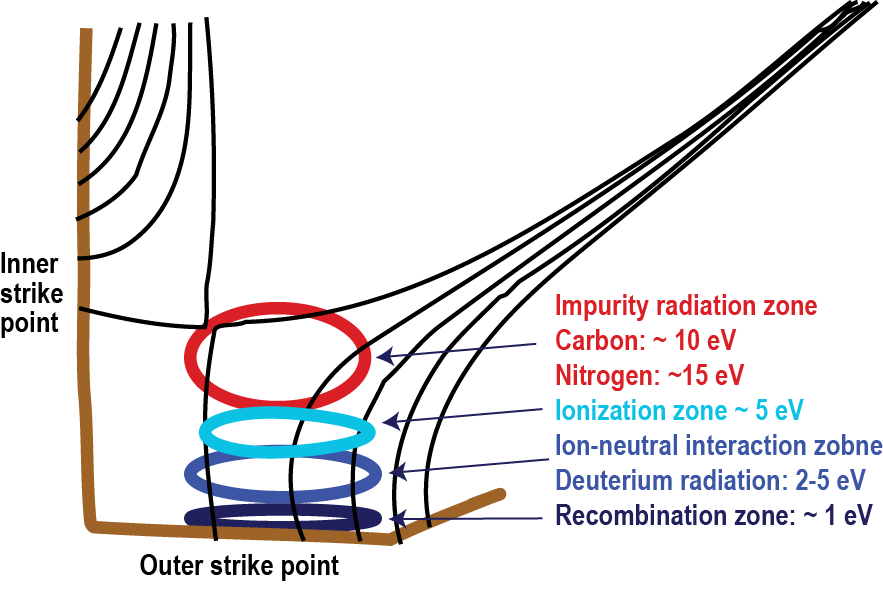 Inner
strike
point
Impurity radiation zone
Carbon: ~ 10 eV
Nitrogen: ~15 eV
Ionization zone ~ 5 eV
Ion-neutral interaction zobne
Deuterium radiation: 2-5 eV
Recombination zone: ~ 1 eV
Outer strike point